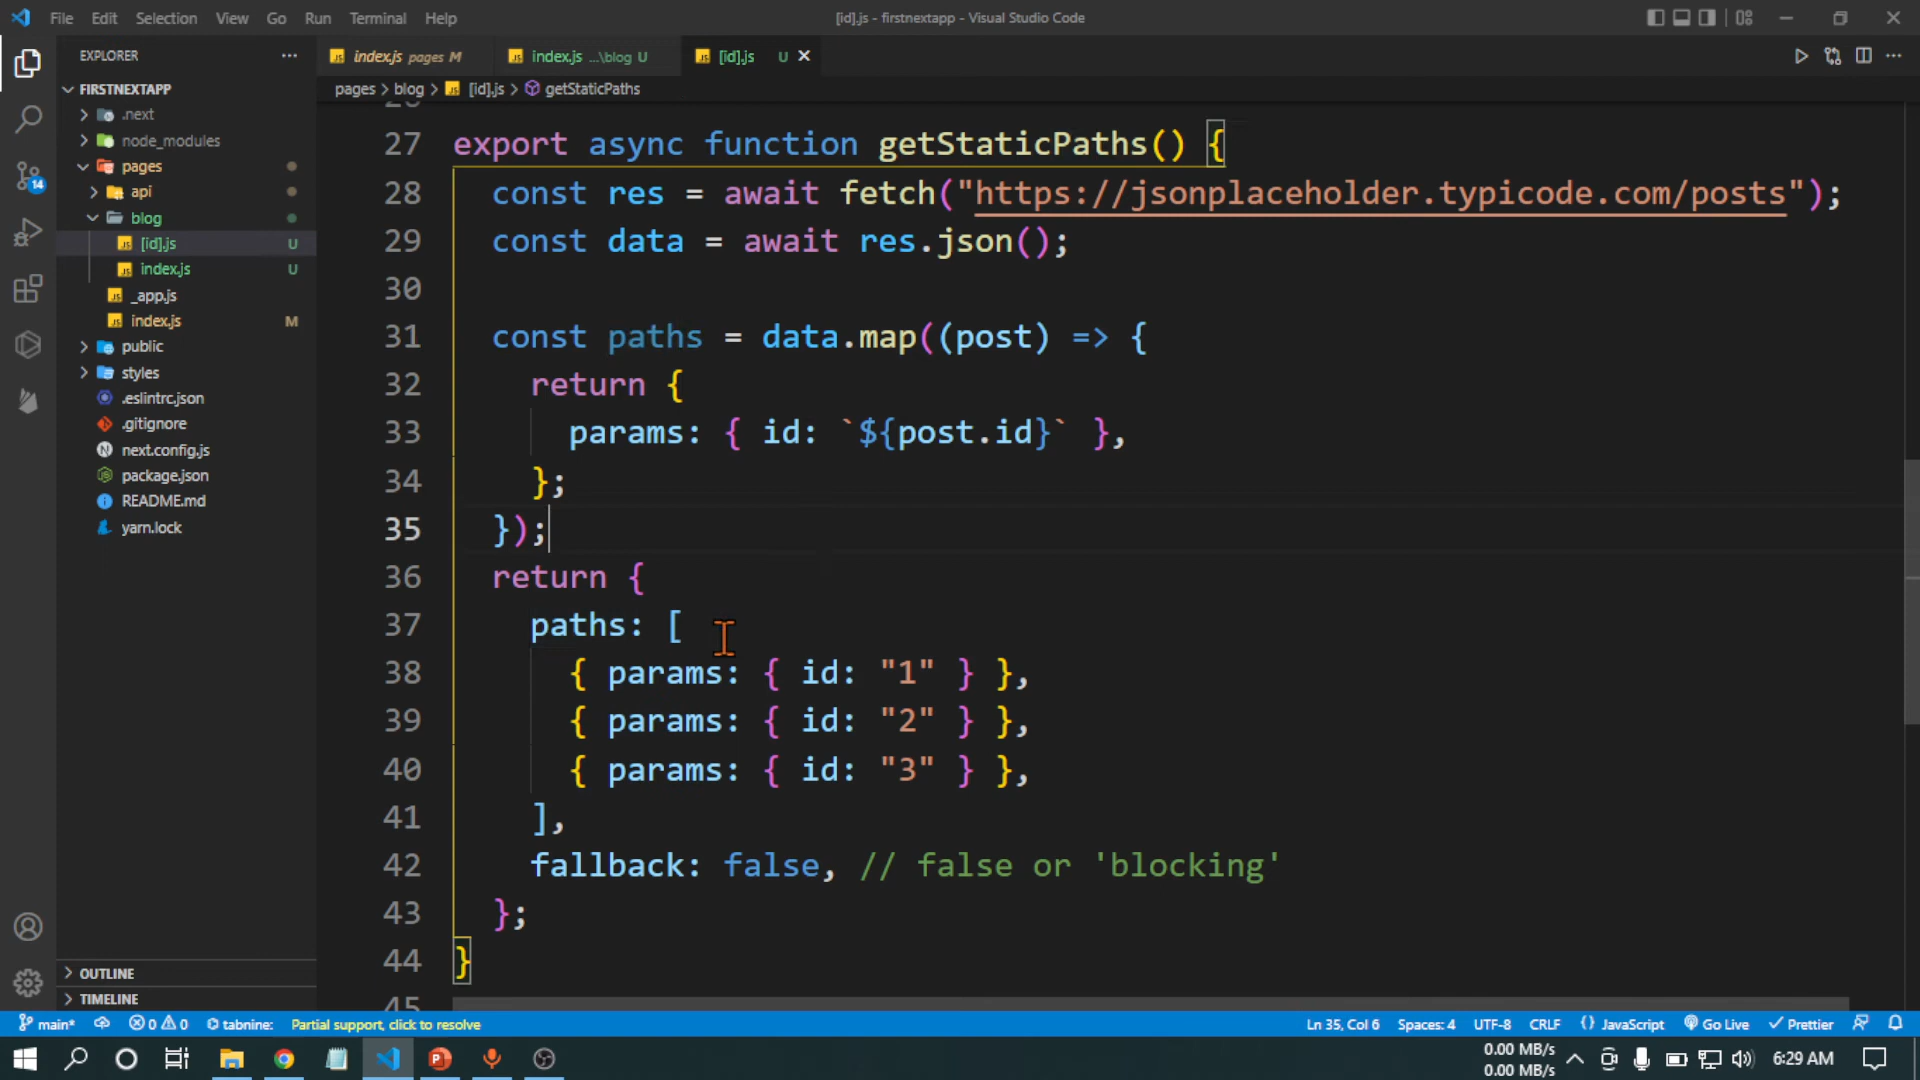 File Edit Selection View Go Run Terminal Help
[id].js - firstnextapp - Visual Studio Code
EXPLORER
FIRSTNEXTAPP
.next
node_modules
pages
api
blog
[id].js U
index.js U
_app.js
index.js M
public
styles
.eslintrc.json
.gitignore
next.config.js
package.json
README.md
yarn.lock
OUTLINE
TIMELINE
index.js pages M
index.js ...\blog U
[id].js U
pages > blog > [id].js > getStaticPaths
27 export async function getStaticPaths() {
28 const res = await fetch("https://jsonplaceholder.typicode.com/posts");
29 const data = await res.json();
30
31 const paths = data.map((post) => {
32 return {
33 params: { id: `${post.id}` },
34 };
35 });
36 return {
37 paths: [
38 { params: { id: "1" } },
39 { params: { id: "2" } },
40 { params: { id: "3" } },
41 ],
42 fallback: false, // false or 'blocking'
43 };
44 }
45
14
main* 0 0 tabnine: Partial support, click to resolve
Ln 35, Col 6 Spaces: 4 UTF-8 CRLF JavaScript Go Live Prettier
0.00 MB/s
0.00 MB/s
6:29 AM